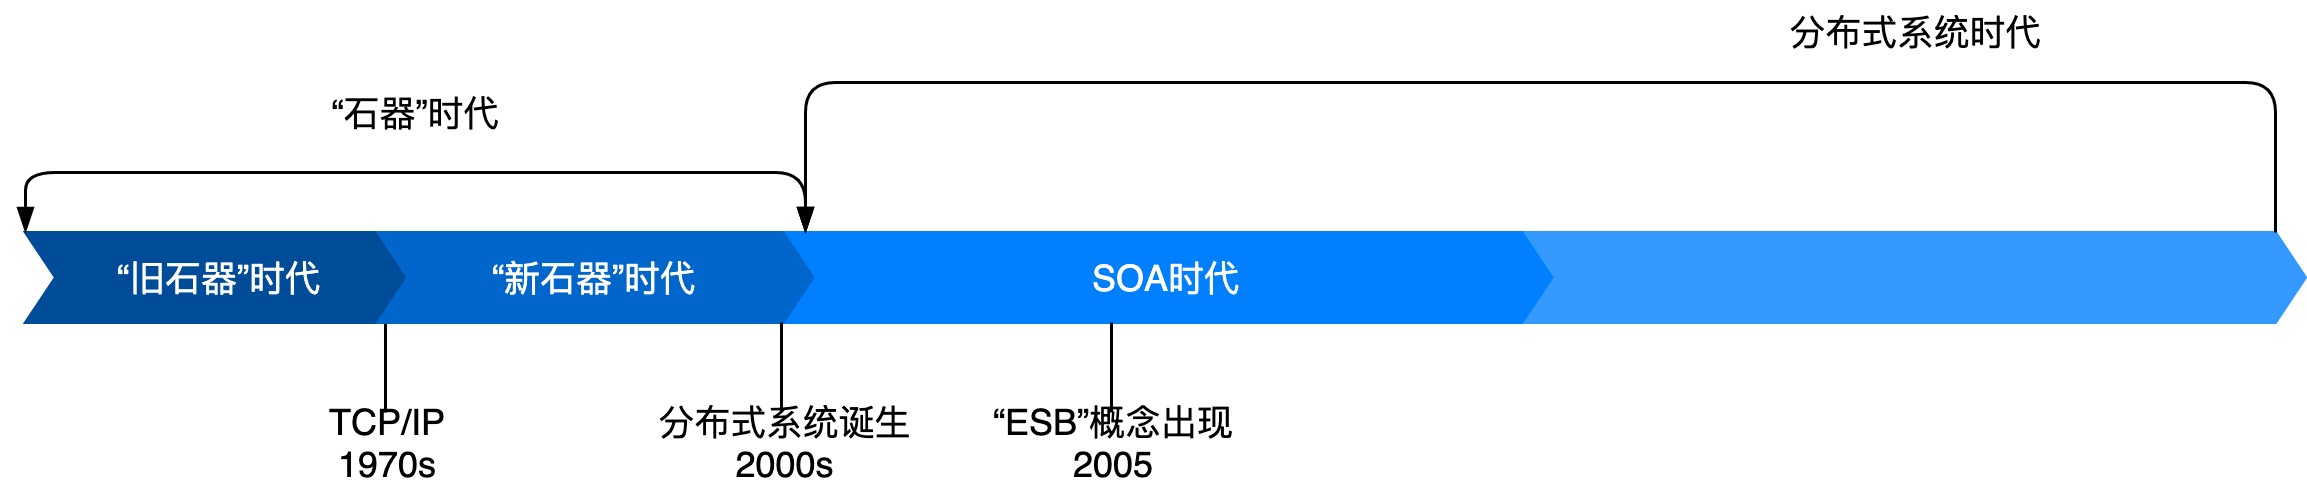 分布式系统时代
“石器”时代
“旧石器”时代
“新石器”时代
SOA时代
TCP/IP
1970s
分布式系统诞生
2000s
“ESB”概念出现
2005